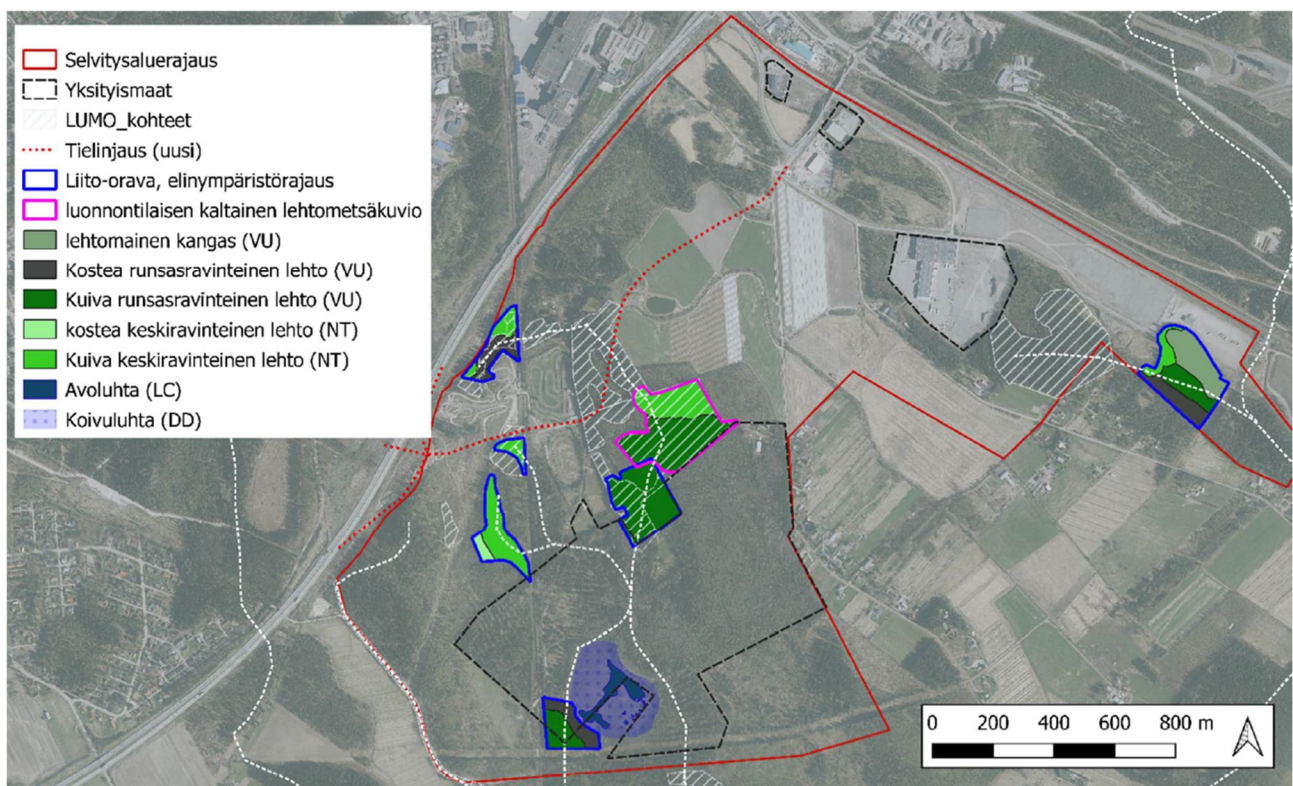 Selvitysaluerajaus
Yksityismaat
LUMO_kohteet
Tielinjaus (uusi)
Liito-orava, elinympäristörajaus
luonnontilaisen kaltainen lehtometsäkuvio
lehtomainen kangas (VU)
Kostea runsasravinteinen lehto (VU)
Kuiva runsasravinteinen lehto (VU)
kostea keskiravinteinen lehto (NT)
Kuiva keskiravinteinen lehto (NT)
Avoluhta (LC)
Koivuluhta (DD)
0 200 400 600 800 m